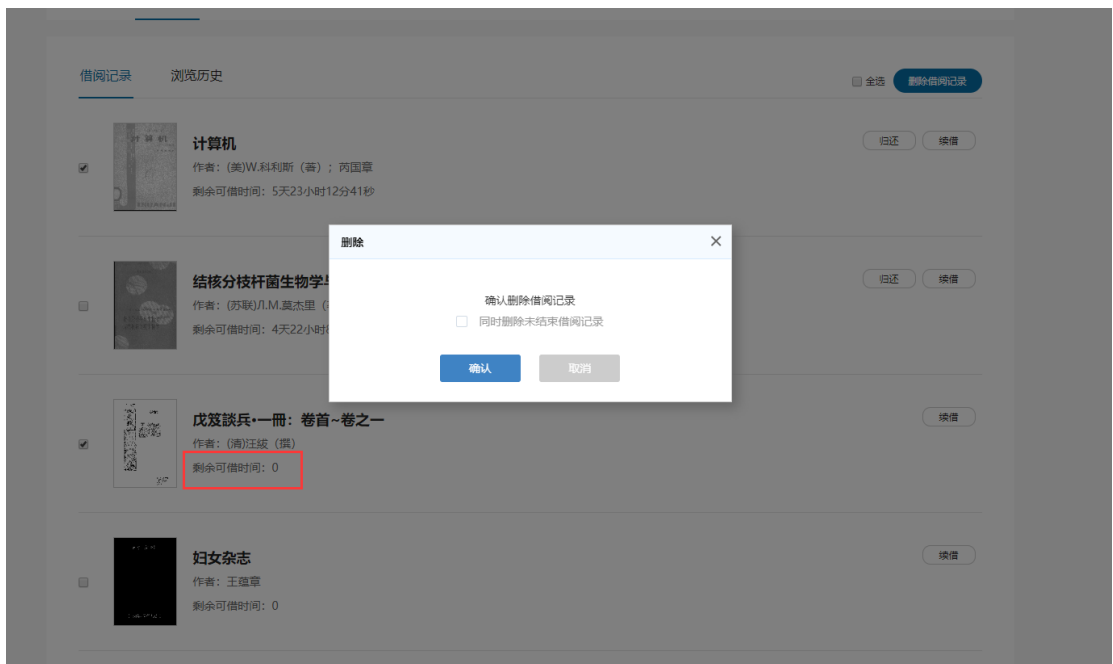 借阅记录 浏览历史 全选 删除借阅记录
计算机
归还 续借
作者：(美)W.科利斯（著）; 芮国章
剩余可借时间：5天23小时12分41秒
删除
结核分枝杆菌生物学
归还 续借
确认删除借阅记录
作者：(苏联)Л.M.莫杰里
同时删除未结束借阅记录
剩余可借时间：4天22小时
确认 取消
戊笈談兵•一冊：卷首~卷之一
续借
作者：(清)汪紱（撰）
剩余可借时间：0
妇女杂志
续借
作者：王蕴章
剩余可借时间：0